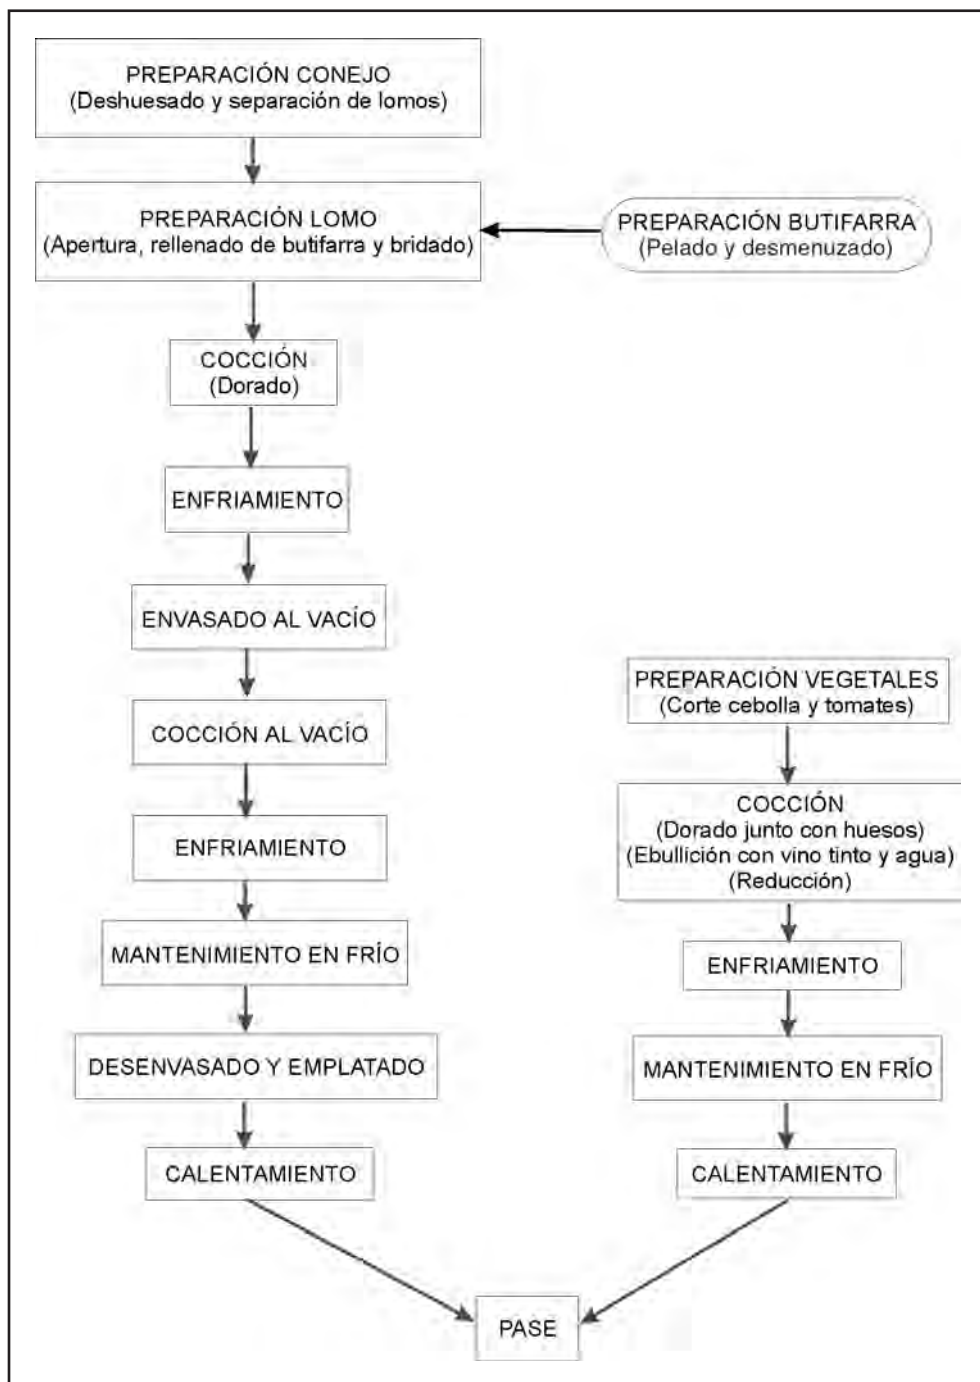 PREPARACIÓN CONEJO
(Deshuesado y separación de lomos)
PREPARACIÓN LOMO
(Apertura, rellenado de butifarra y bridado)
PREPARACIÓN BUTIFARRA
(Pelado y desmenuzado)
COCCIÓN
(Dorado)
ENFRIAMIENTO
ENVASADO AL VACÍO
COCCIÓN AL VACÍO
ENFRIAMIENTO
MANTENIMIENTO EN FRÍO
DESENVASADO Y EMPLATADO
CALENTAMIENTO
PREPARACIÓN VEGETALES
(Corte cebolla y tomates)
COCCIÓN
(Dorado junto con huesos)
(Ebullición con vino tinto y agua)
(Reducción)
ENFRIAMIENTO
MANTENIMIENTO EN FRÍO
CALENTAMIENTO
PASE